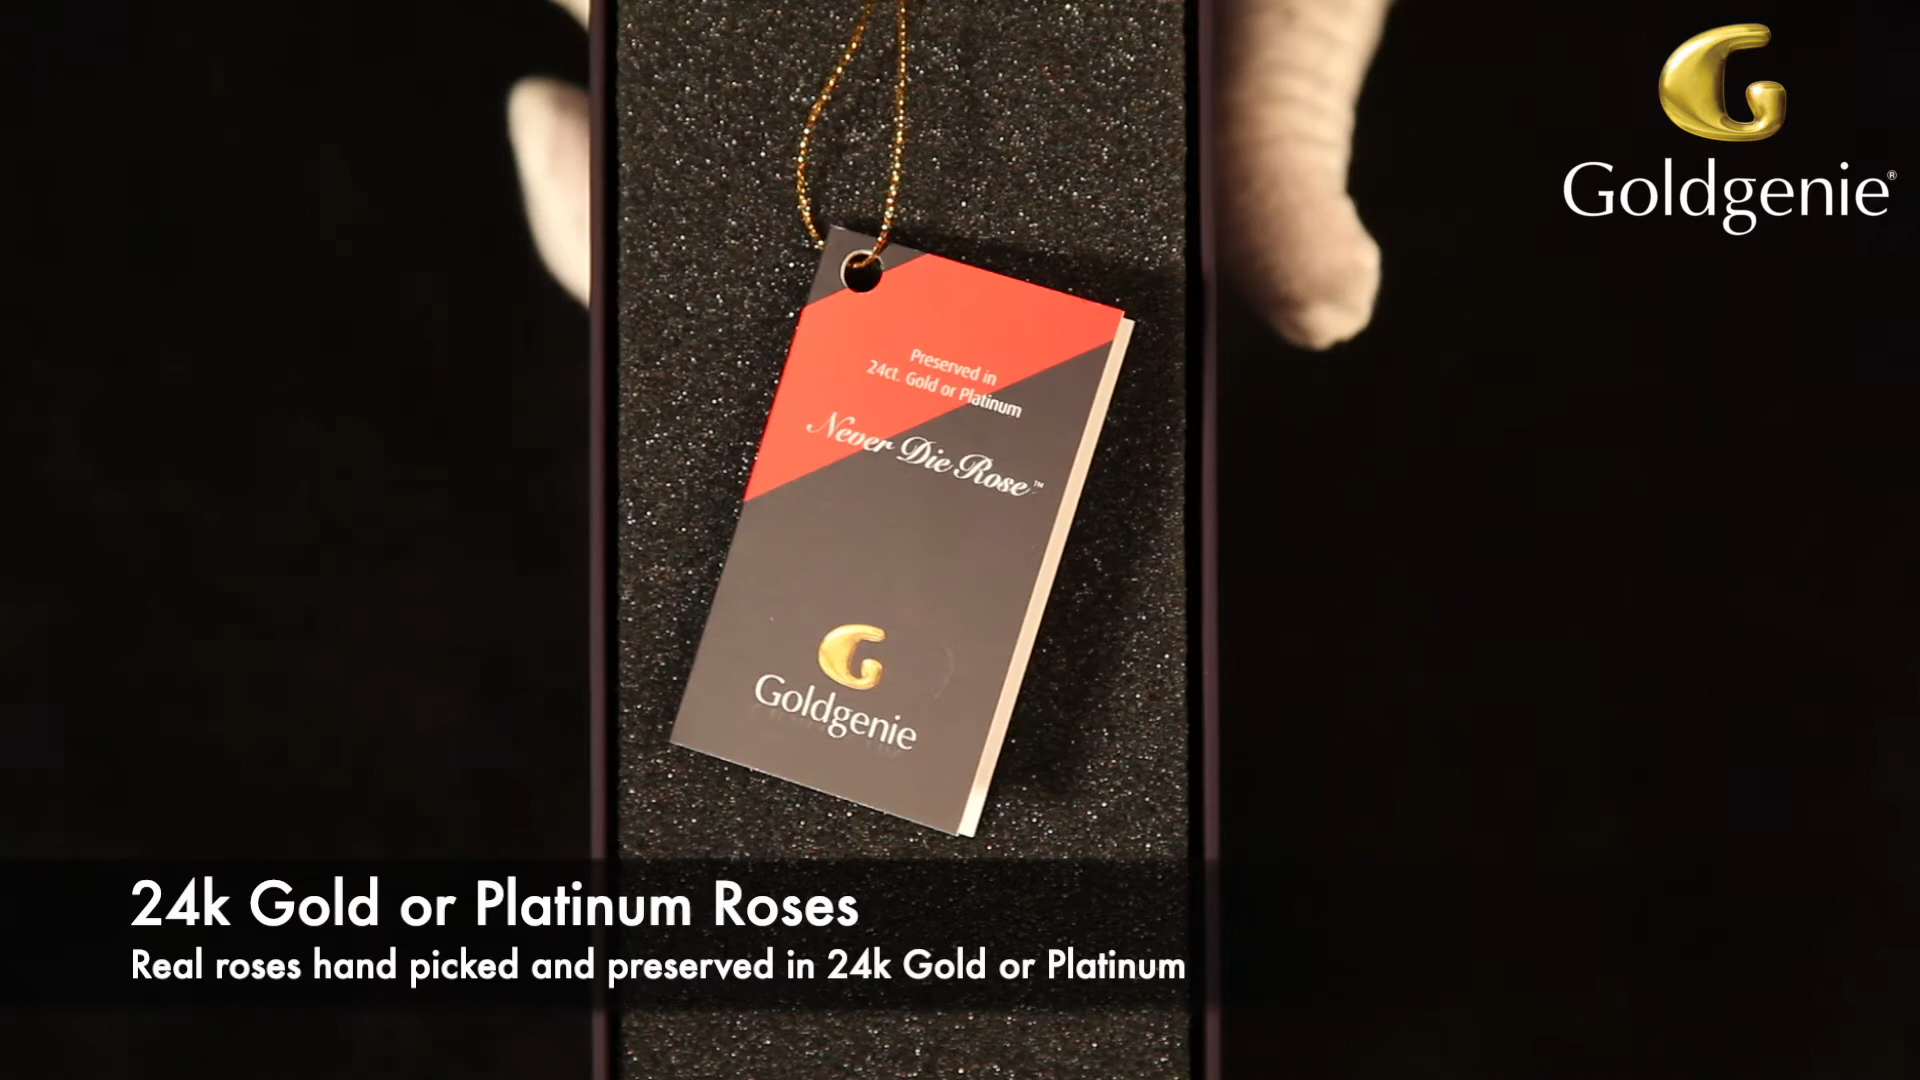 Goldgenie®
Preserved in
24ct. Gold or Platinum
Never Die Rose™
Goldgenie
24k Gold or Platinum Roses
Real roses hand picked and preserved in 24k Gold or Platinum